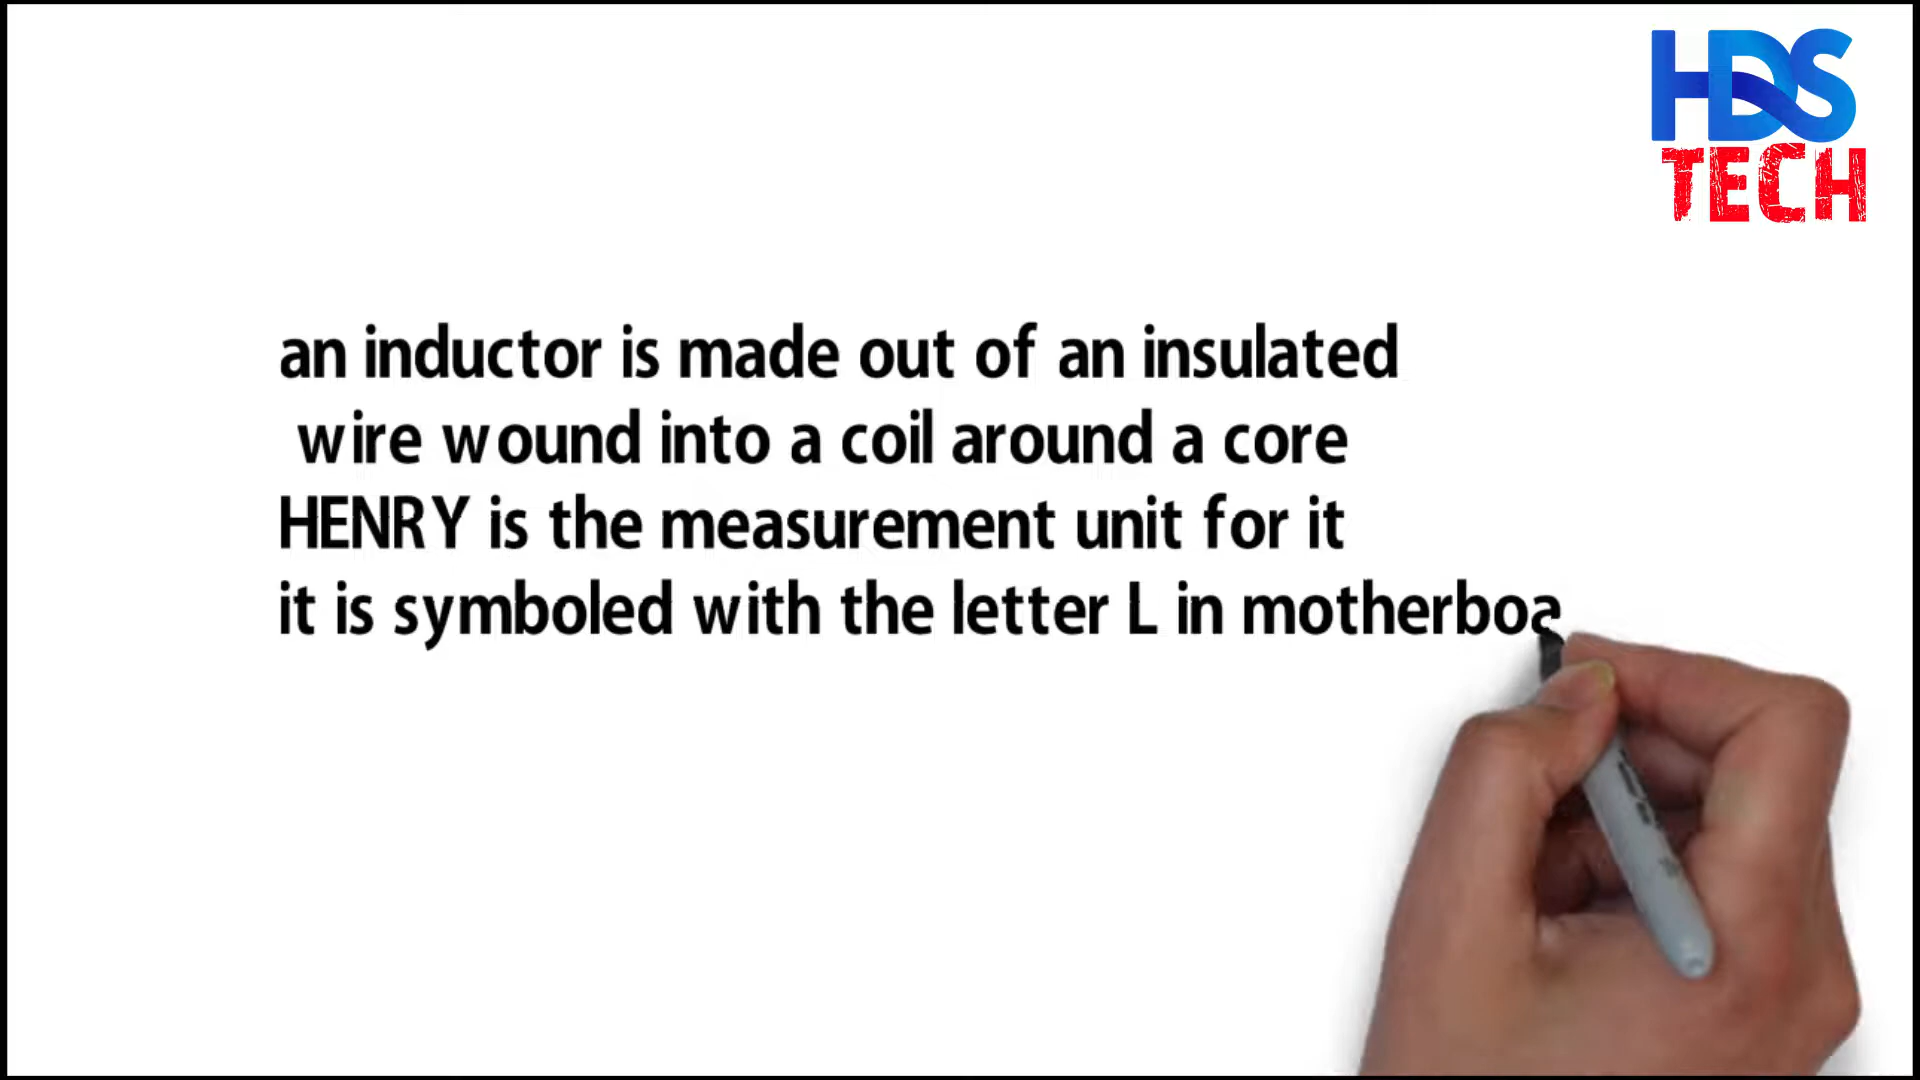 HDS
TECH
an inductor is made out of an insulated
wire wound into a coil around a core
HENRY is the measurement unit for it
it is symboled with the letter L in motherboa